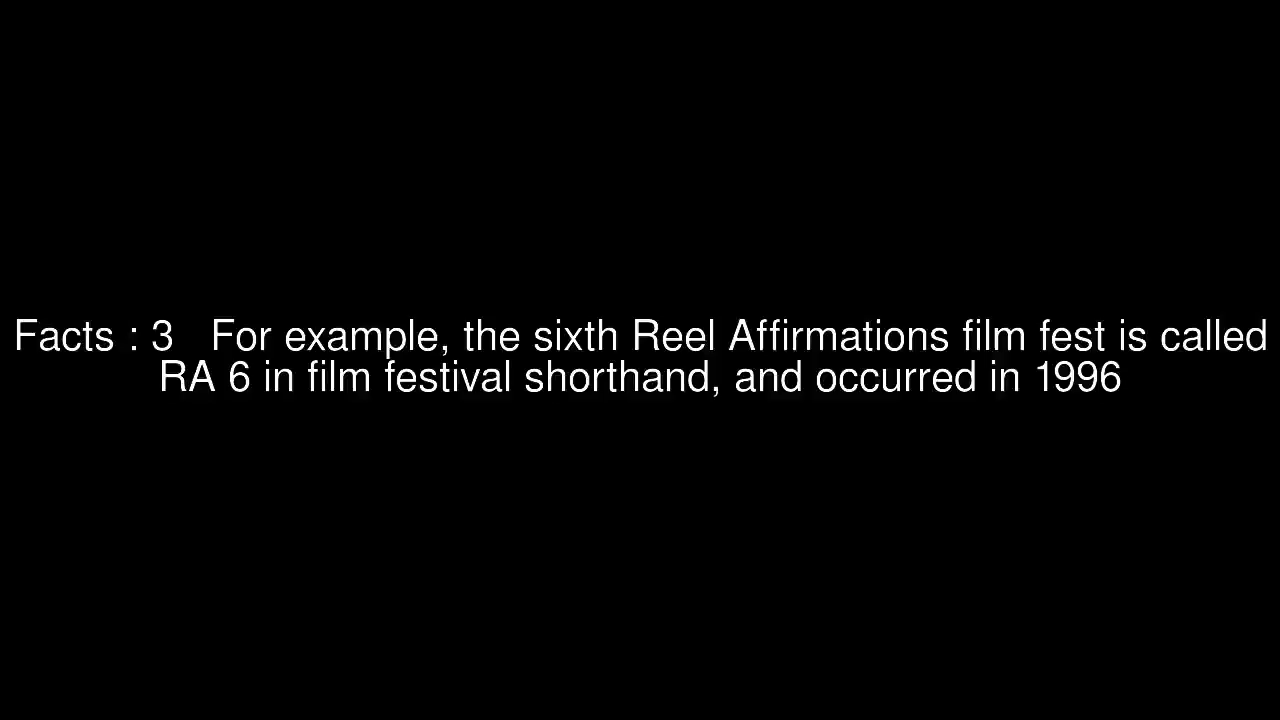 Facts : 3   For example, the sixth Reel Affirmations film fest is called
RA 6 in film festival shorthand, and occurred in 1996